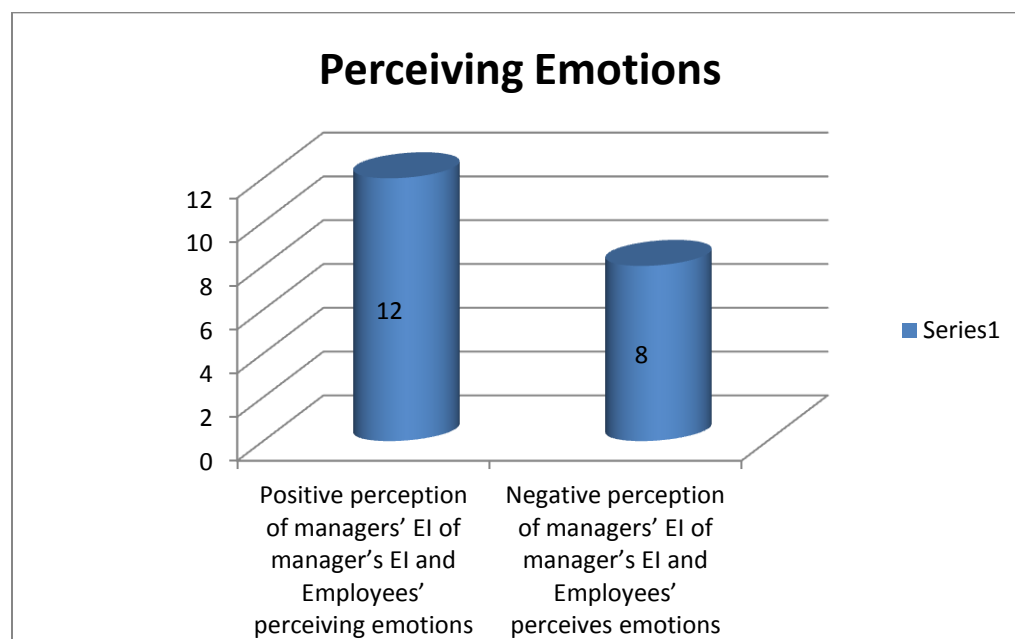 Perceiving Emotions
12
10
8
6
4
2
0
12
8
Series1
Positive perception
of managers’ EI of
manager’s EI and
Employees’
perceiving emotions
Negative perception
of managers’ EI of
manager’s EI and
Employees’
perceives emotions